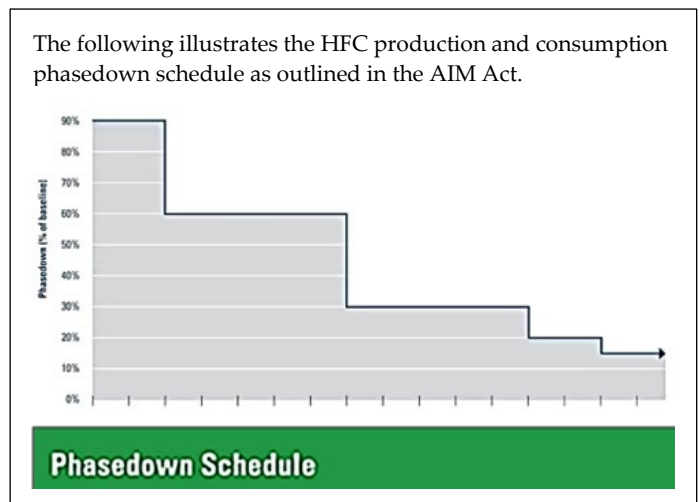 The following illustrates the HFC production and consumption
phasedown schedule as outlined in the AIM Act.
90%
80%
70%
60%
50%
40%
30%
20%
10%
0%
Phasedown (% of baseline)
Phasedown Schedule